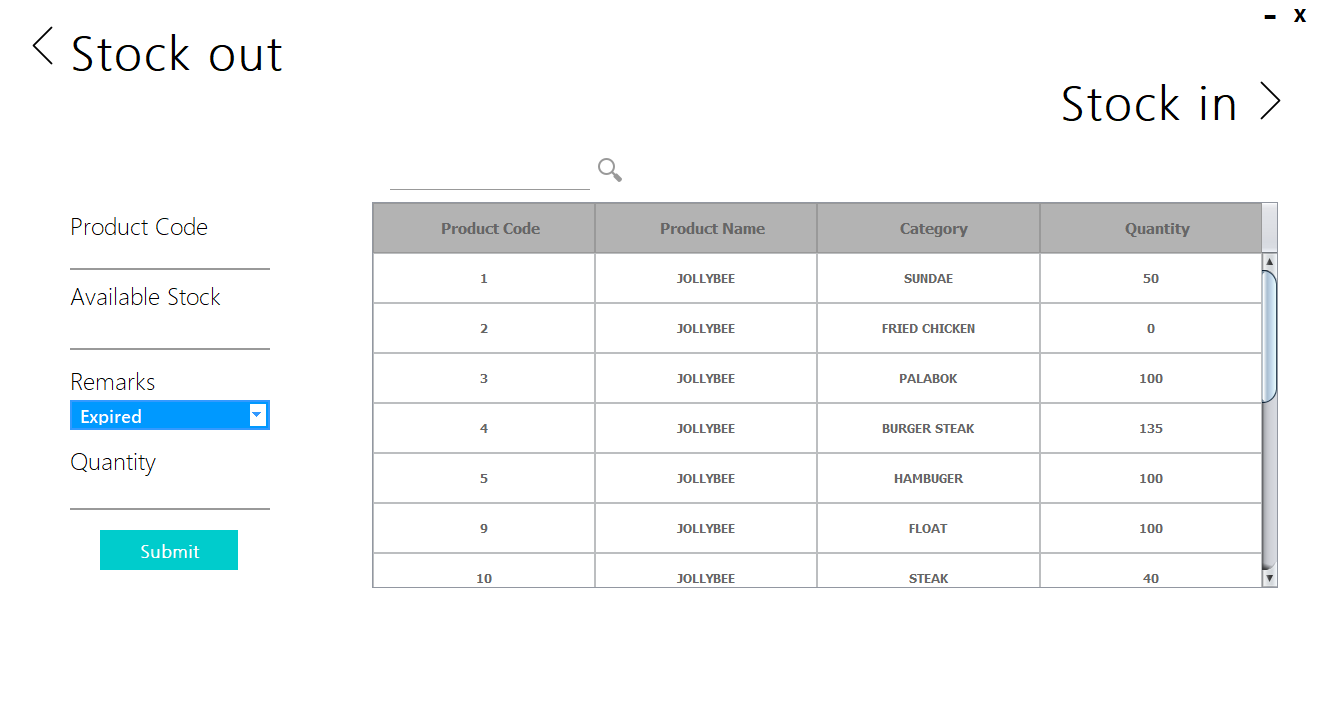 – X
Stock out
Stock in
Product Code
Available Stock
Remarks
Expired
Quantity
Submit
Product Code Product Name Category Quantity
1 JOLLYBEE SUNDAE 50
2 JOLLYBEE FRIED CHICKEN 0
3 JOLLYBEE PALABOK 100
4 JOLLYBEE BURGER STEAK 135
5 JOLLYBEE HAMBUGER 100
9 JOLLYBEE FLOAT 100
10 JOLLYBEE STEAK 40